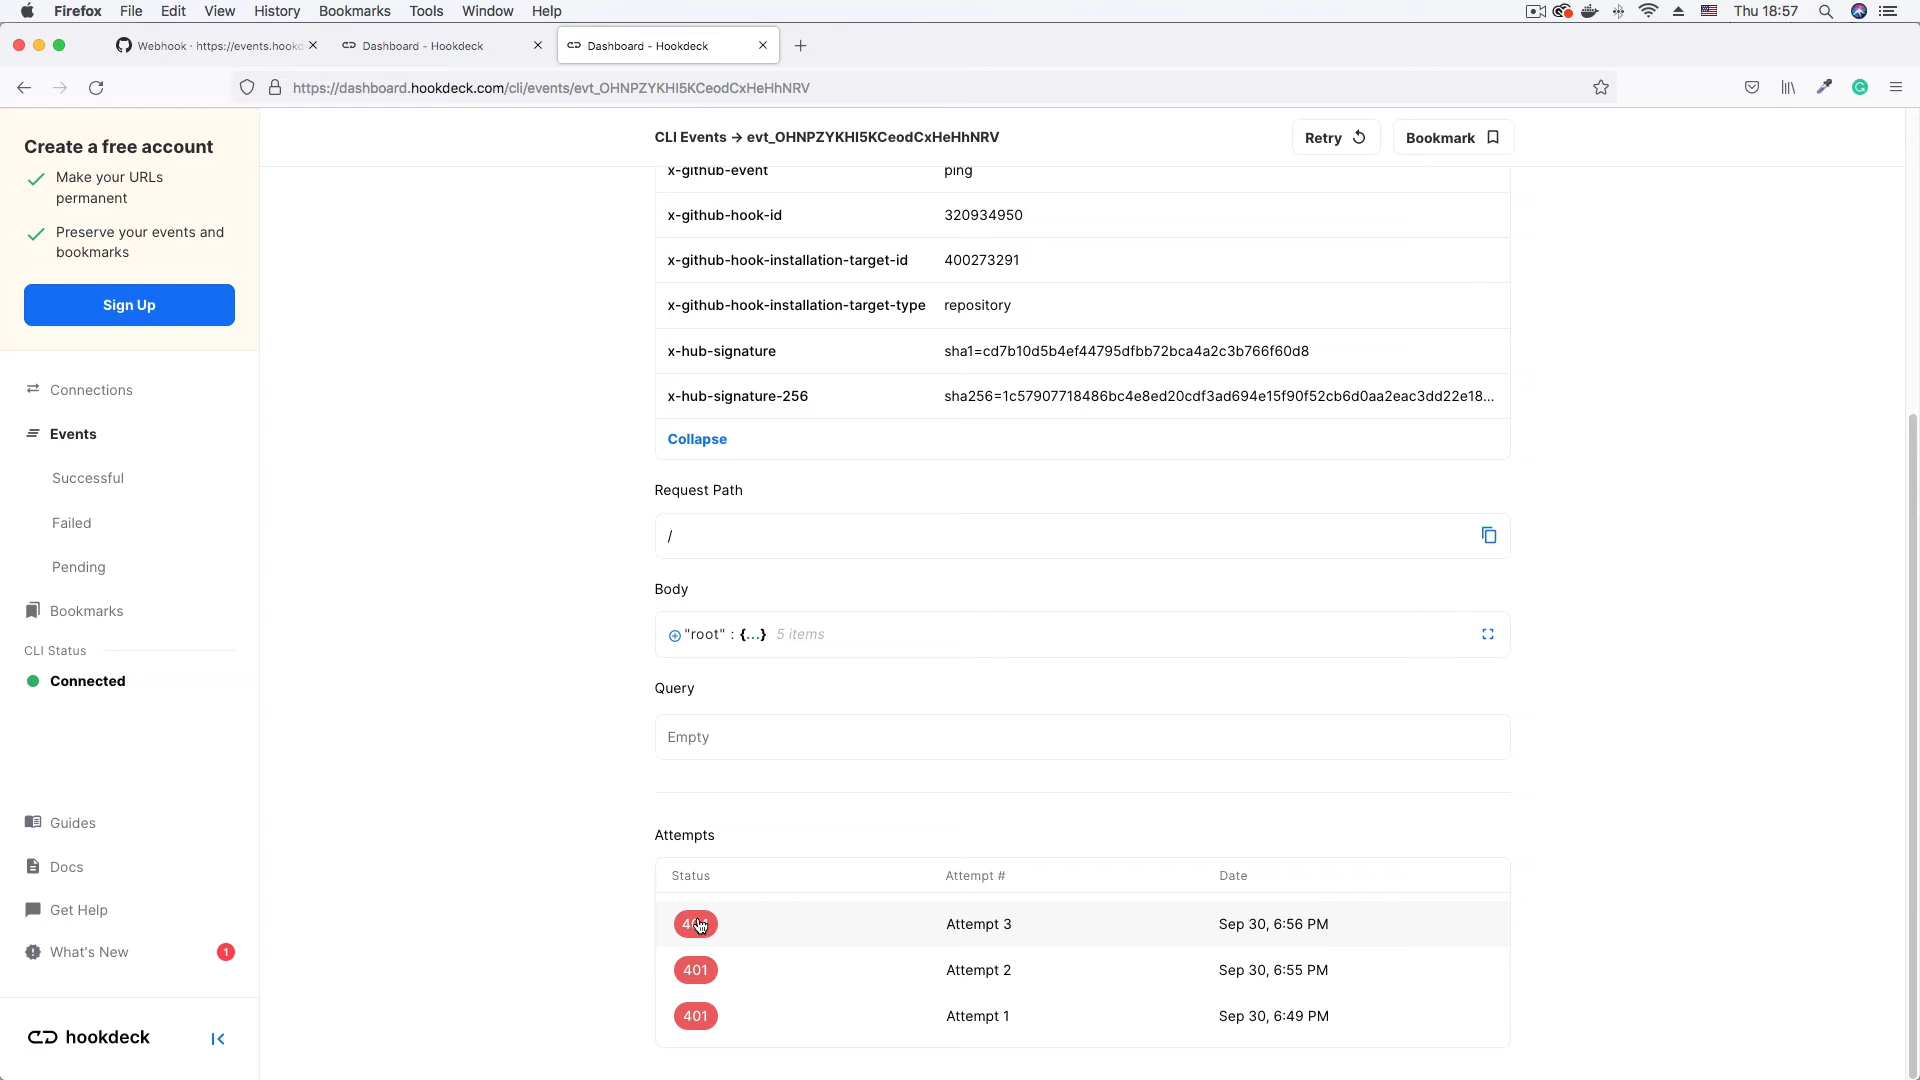 Firefox File Edit View History Bookmarks Tools Window Help Thu 18:57
Webhook · https://events.hookd
Dashboard - Hookdeck
Dashboard - Hookdeck
https://dashboard.hookdeck.com/cli/events/evt_OHNPZYKHI5KCeodCxHeHhNRV
Create a free account
Make your URLs
permanent
Preserve your events and
bookmarks
Sign Up
Connections
Events
Successful
Failed
Pending
Bookmarks
CLI Status
Connected
Guides
Docs
Get Help
What's New 1
hookdeck
CLI Events → evt_OHNPZYKHI5KCeodCxHeHhNRV
Retry
Bookmark
x-github-event ping
x-github-hook-id 320934950
x-github-hook-installation-target-id 400273291
x-github-hook-installation-target-type repository
x-hub-signature sha1=cd7b10d5b4ef44795dfbb72bca4a2c3b766f60d8
x-hub-signature-256 sha256=1c57907718486bc4e8ed20cdf3ad694e15f90f52cb6d0aa2eac3dd22e18...
Collapse
Request Path
/
Body
"root" : {...} 5 items
Query
Empty
Attempts
Status Attempt # Date
Attempt 3 Sep 30, 6:56 PM
401 Attempt 2 Sep 30, 6:55 PM
401 Attempt 1 Sep 30, 6:49 PM